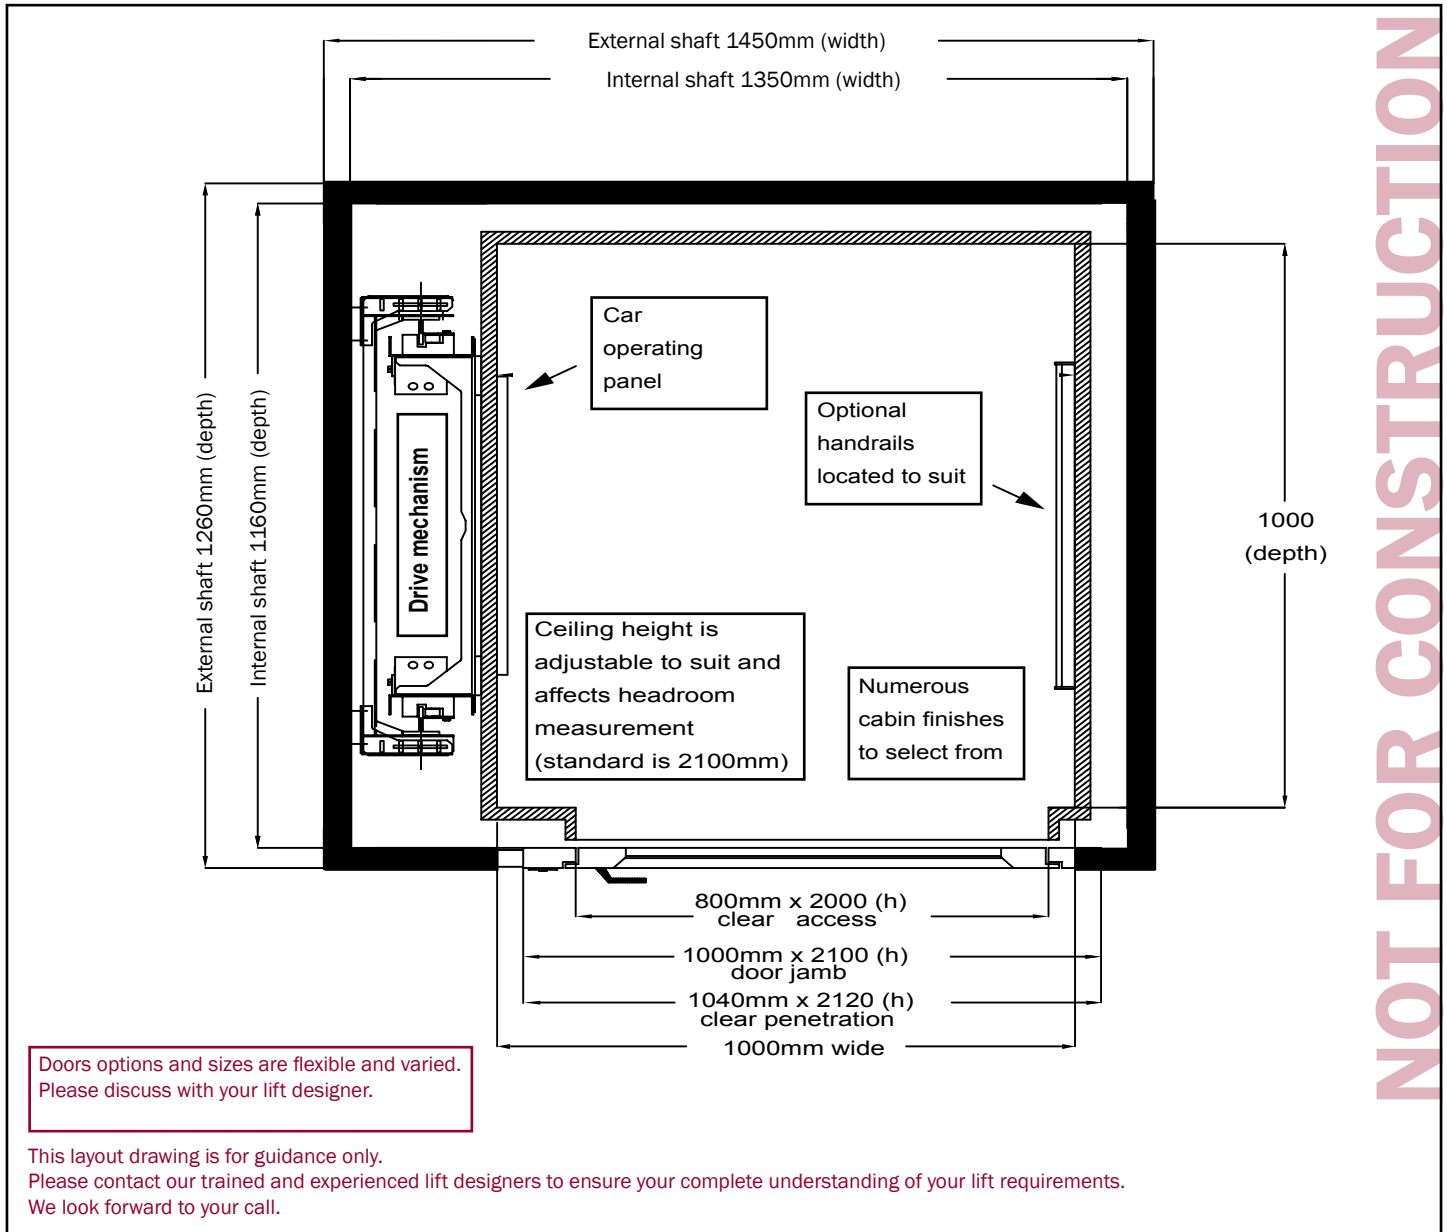 External shaft 1450mm (width)
Internal shaft 1350mm (width)
NOT FOR CONSTRUCTION
External shaft 1260mm (depth)
Internal shaft 1160mm (depth)
Drive mechanism
Car
operating
panel
Optional
handrails
located to suit
1000
(depth)
Ceiling height is
adjustable to suit and
affects headroom
measurement
(standard is 2100mm)
Numerous
cabin finishes
to select from
800mm x 2000 (h)
clear access
1000mm x 2100 (h)
door jamb
1040mm x 2120 (h)
clear penetration
1000mm wide
Doors options and sizes are flexible and varied.
Please discuss with your lift designer.
This layout drawing is for guidance only.
Please contact our trained and experienced lift designers to ensure your complete understanding of your lift requirements.
We look forward to your call.